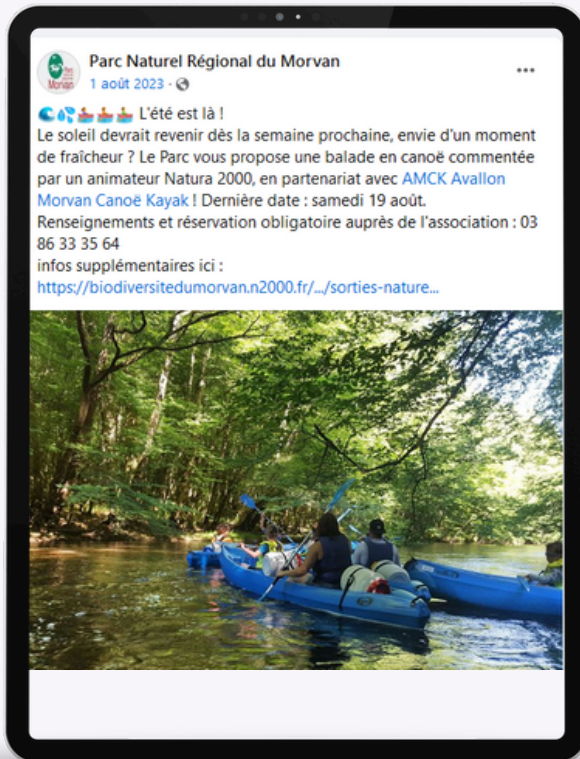 Parc Naturel Régional du Morvan
1 août 2023 ·
L'été est là !
Le soleil devrait revenir dès la semaine prochaine, envie d'un moment
de fraîcheur ? Le Parc vous propose une balade en canoë commentée
par un animateur Natura 2000, en partenariat avec AMCK Avallon
Morvan Canoë Kayak ! Dernière date : samedi 19 août.
Renseignements et réservation obligatoire auprès de l'association : 03
86 33 35 64
infos supplémentaires ici :
https://biodiversitedumorvan.n2000.fr/.../sorties-nature...
Morvan